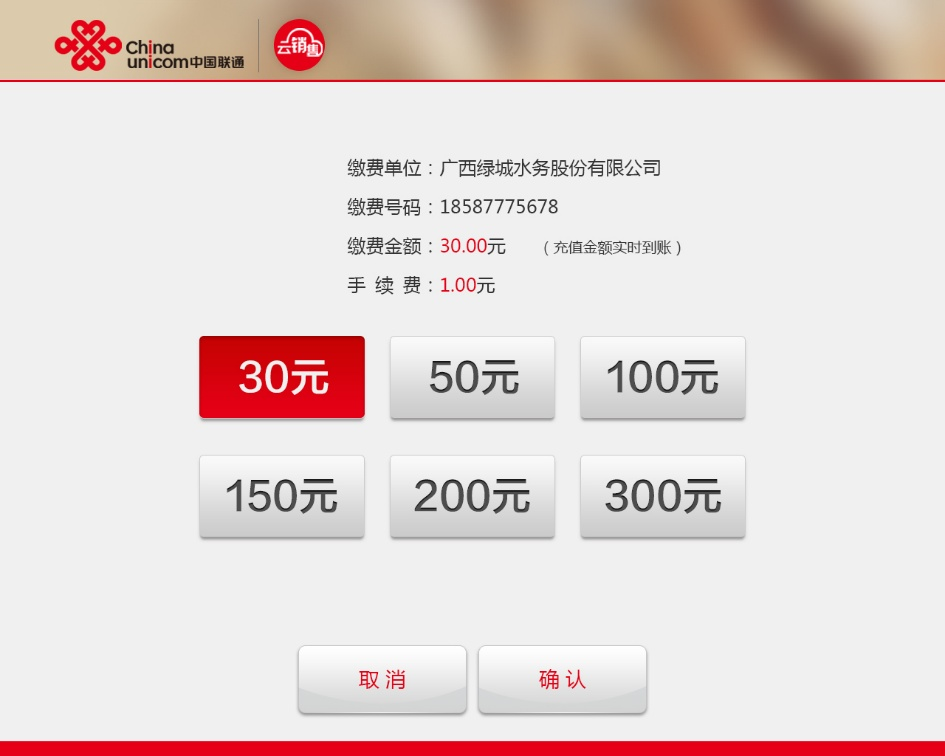 China
unicom中国联通
云销售
缴费单位：广西绿城水务股份有限公司
缴费号码：18587775678
缴费金额：30.00元 （充值金额实时到账）
手 续 费：1.00元
30元 50元 100元
150元 200元 300元
取 消 确 认